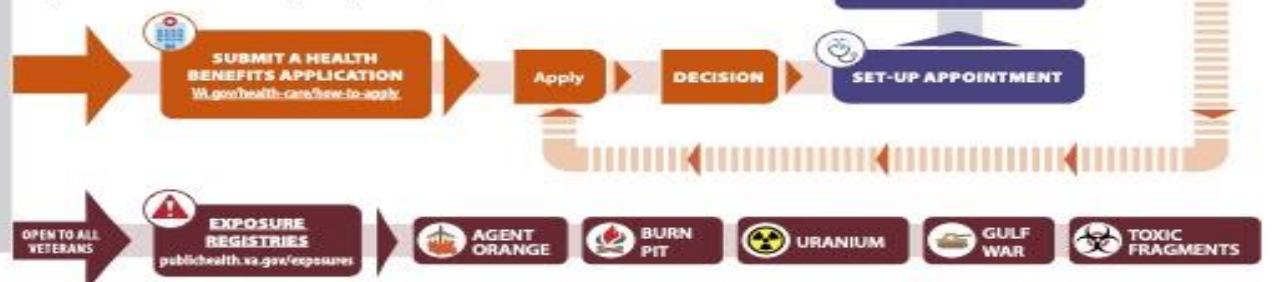 SUBMIT A HEALTH
BENEFITS APPLICATION
VA.gov/health-care/how-to-apply
Apply
DECISION
SET-UP APPOINTMENT
OPEN TO ALL
VETERANS
EXPOSURE
REGISTRIES
publichealth.va.gov/exposures
AGENT
ORANGE
BURN
PIT
URANIUM
GULF
WAR
TOXIC
FRAGMENTS